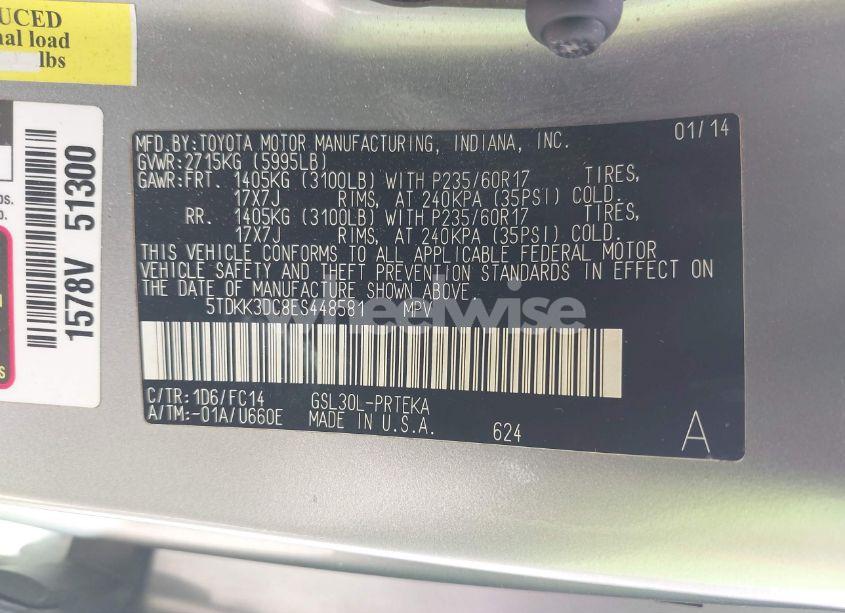 UCED
nal load
lbs
1578V 51300
MFD.BY:TOYOTA MOTOR MANUFACTURING, INDIANA, INC. 01/14
GVWR:2715KG (5995LB)
GAWR:FRT. 1405KG (3100LB) WITH P235/60R17 TIRES,
17X7J RIMS, AT 240KPA (35PSI) COLD.
RR. 1405KG (3100LB) WITH P235/60R17 TIRES,
17X7J RIMS, AT 240KPA (35PSI) COLD.
THIS VEHICLE CONFORMS TO ALL APPLICABLE FEDERAL MOTOR
VEHICLE SAFETY AND THEFT PREVENTION STANDARDS IN EFFECT ON
THE DATE OF MANUFACTURE SHOWN ABOVE.
5TDKK3DC8ES448581 MPV
wheelwise
C/TR:1D6/FC14 GSL30L-PRTEKA
A/TM:-01A/U660E MADE IN U.S.A. 624 A